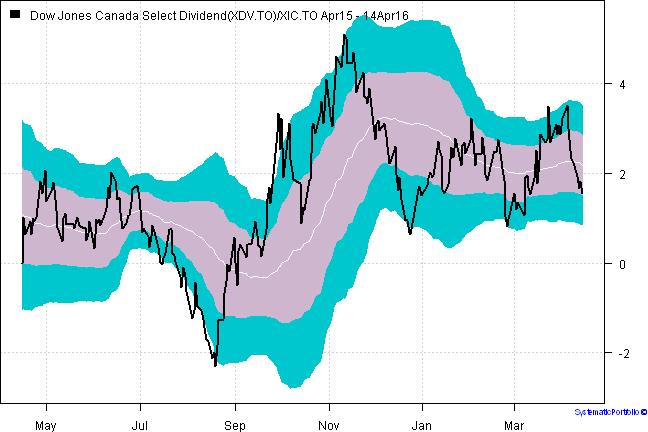 Dow Jones Canada Select Dividend(XDV.TO)/XIC.TO Apr15 - 14Apr16
4
2
0
-2
May Jul Sep Nov Jan Mar
SystematicPortfolio ©